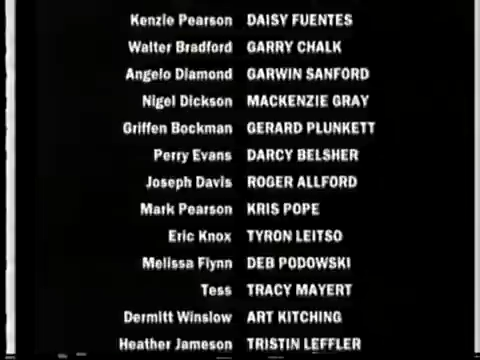 Kenzie Pearson DAISY FUENTES
Walter Bradford GARRY CHALK
Angelo Diamond GARWIN SANFORD
Nigel Dickson MACKENZIE GRAY
Griffen Bockman GERARD PLUNKETT
Perry Evans DARCY BELSHER
Joseph Davis ROGER ALLFORD
Mark Pearson KRIS POPE
Eric Knox TYRON LEITSO
Melissa Flynn DEB PODOWSKI
Tess TRACY MAYERT
Dermitt Winslow ART KITCHING
Heather Jameson TRISTIN LEFFLER